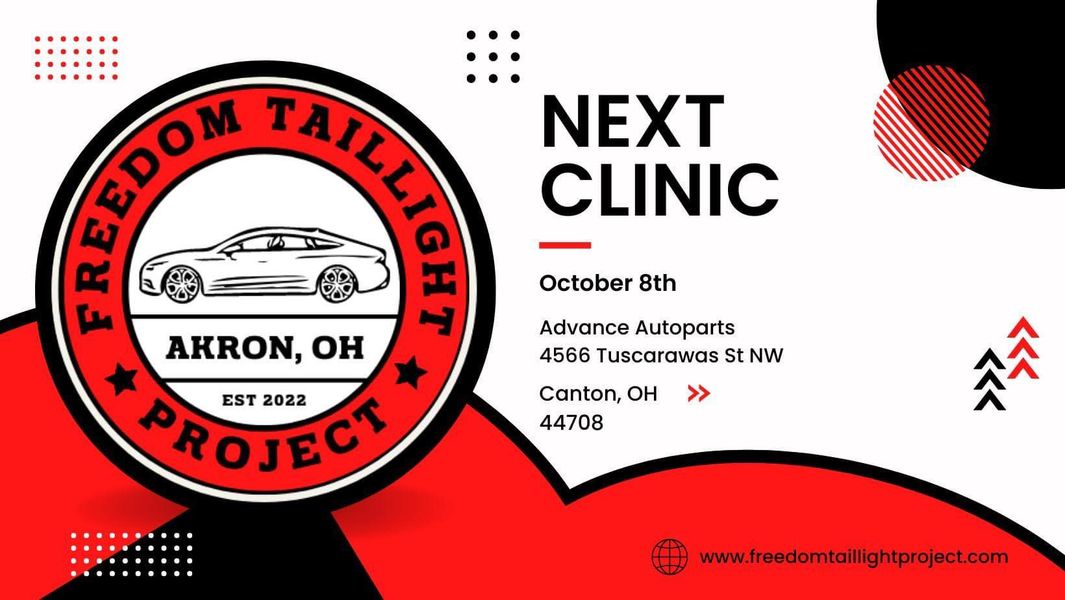 FREEDOM TAILLIGHT
AKRON, OH
EST 2022
PROJECT
NEXT
CLINIC
October 8th
Advance Autoparts
4566 Tuscarawas St NW
Canton, OH
44708
www.freedomtaillightproject.com